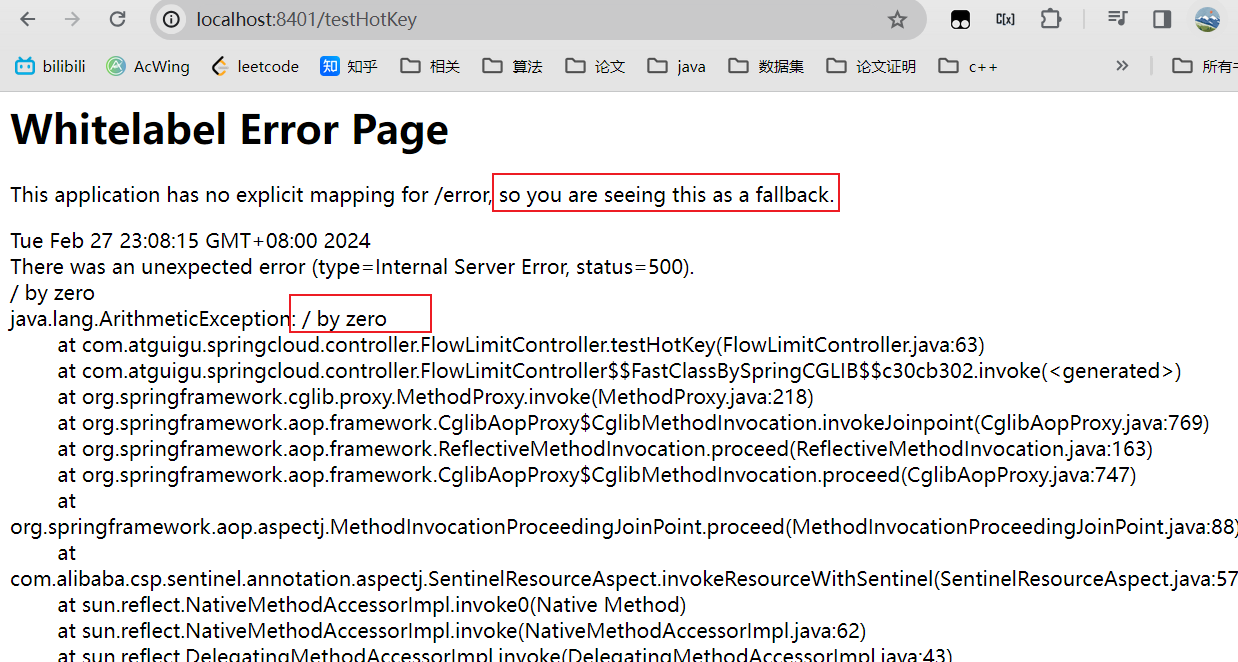 localhost:8401/testHotKey
bilibili AcWing leetcode 知乎 相关 算法 论文 java 数据集 论文证明 c++ » 所有
Whitelabel Error Page
This application has no explicit mapping for /error, so you are seeing this as a fallback.
Tue Feb 27 23:08:15 GMT+08:00 2024
There was an unexpected error (type=Internal Server Error, status=500).
/ by zero
java.lang.ArithmeticException: / by zero
at com.atguigu.springcloud.controller.FlowLimitController.testHotKey(FlowLimitController.java:63)
at com.atguigu.springcloud.controller.FlowLimitController$$FastClassBySpringCGLIB$$c30cb302.invoke(<generated>)
at org.springframework.cglib.proxy.MethodProxy.invoke(MethodProxy.java:218)
at org.springframework.aop.framework.CglibAopProxy$CglibMethodInvocation.invokeJoinpoint(CglibAopProxy.java:769)
at org.springframework.aop.framework.ReflectiveMethodInvocation.proceed(ReflectiveMethodInvocation.java:163)
at org.springframework.aop.framework.CglibAopProxy$CglibMethodInvocation.proceed(CglibAopProxy.java:747)
at
org.springframework.aop.aspectj.MethodInvocationProceedingJoinPoint.proceed(MethodInvocationProceedingJoinPoint.java:88)
at
com.alibaba.csp.sentinel.annotation.aspectj.SentinelResourceAspect.invokeResourceWithSentinel(SentinelResourceAspect.java:57
at sun.reflect.NativeMethodAccessorImpl.invoke0(Native Method)
at sun.reflect.NativeMethodAccessorImpl.invoke(NativeMethodAccessorImpl.java:62)
at sun.reflect.DelegatingMethodAccessorImpl.invoke(DelegatingMethodAccessorImpl.java:43)